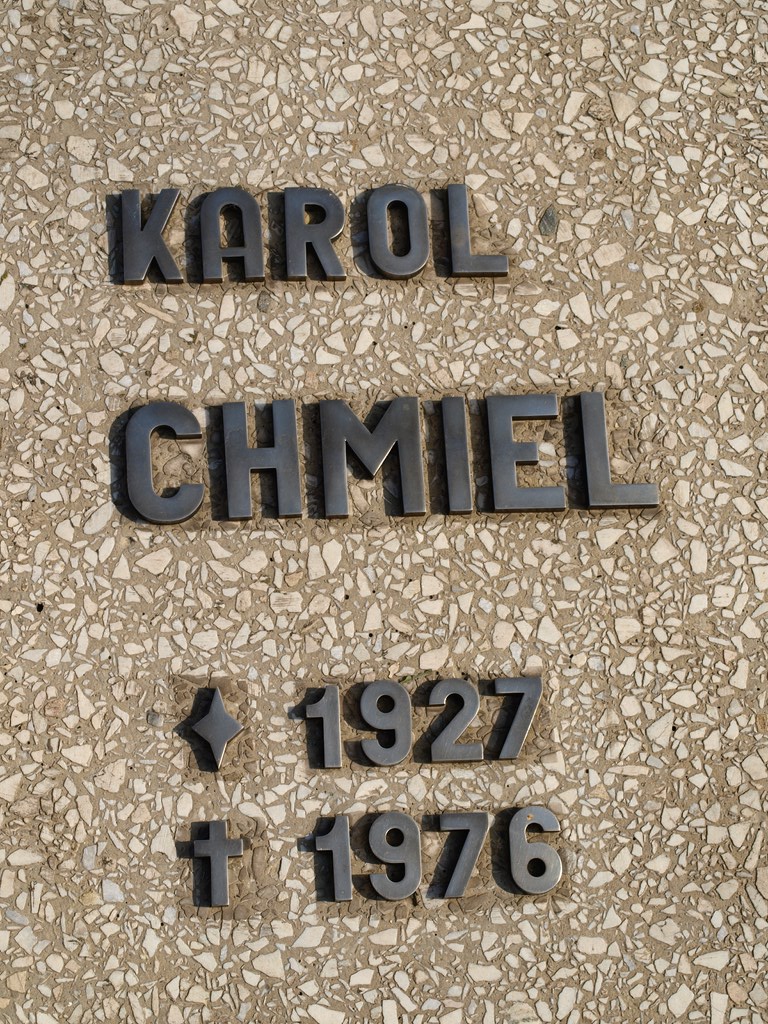 KAROL
CHMIEL
✦ 1927
✝ 1976